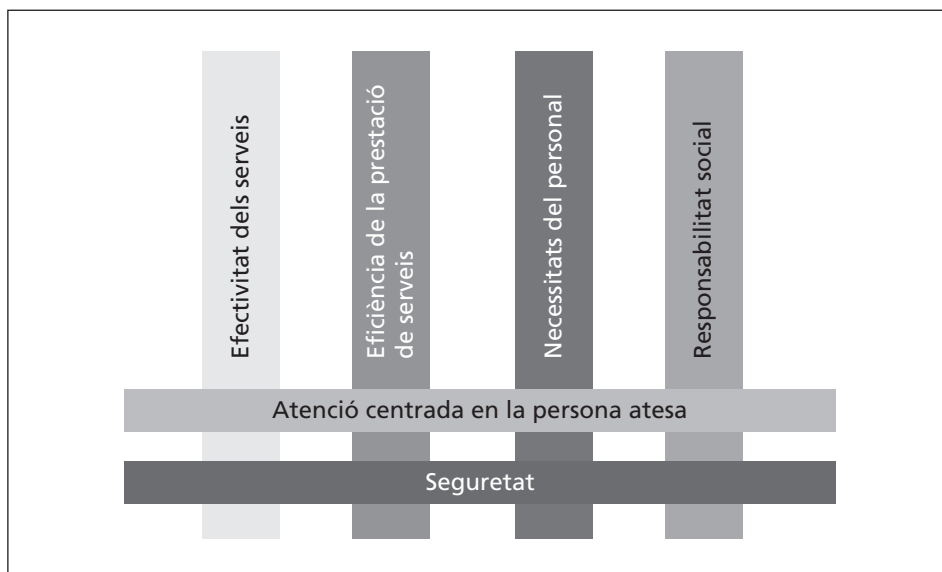 Efectivitat dels serveis
Eficiència de la prestació
de serveis
Necessitats del personal
Responsabilitat social
Atenció centrada en la persona atesa
Seguretat